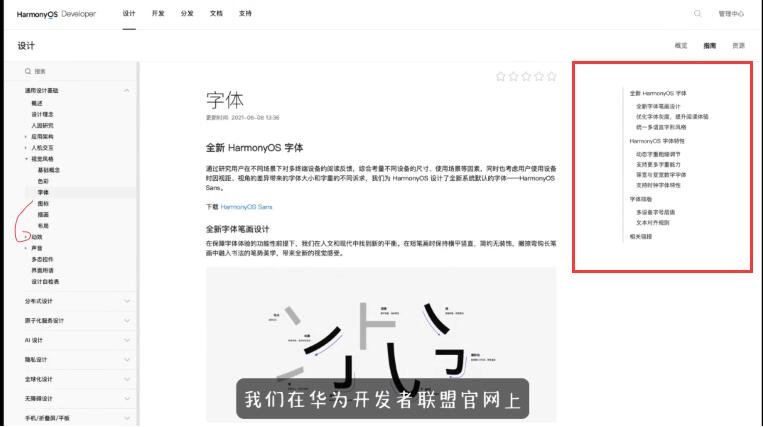 HarmonyOS Developer
设计
开发
分发
文档
支持
管理中心
设计
概览
指南
资源
搜索
通用设计基础
概述
设计理念
人因研究
应用架构
人机交互
视觉风格
基础概念
色彩
字体
图标
插画
布局
动效
声音
多态控件
界面用语
设计自检表
分布式设计
原子化服务设计
AI 设计
隐私设计
全球化设计
无障碍设计
手机/折叠屏/平板
字体
更新时间: 2021-06-08 13:36
全新 HarmonyOS 字体
通过研究用户在不同场景下对多终端设备的阅读反馈，综合考量不同设备的尺寸、使用场景等因素，同时也考虑用户使用设备
时因视距、视角的差异带来的字体大小和字重的不同诉求，我们为 HarmonyOS 设计了全新系统默认的字体——HarmonyOS
Sans。
下载 HarmonyOS Sans
全新字体笔画设计
在保障字体体验的功能性前提下，我们在人文和现代中找到新的平衡。在短笔画时保持横平竖直，简约无装饰，撇捺弯钩长笔
画中融入书法的笔势美学，带来全新的视觉感受。
我们在华为开发者联盟官网上
全新 HarmonyOS 字体
全新字体笔画设计
优化字体灰度，提升阅读体验
统一多语言字形风格
HarmonyOS 字体特性
动态字重粗细调节
支持更多字重能力
等宽与变宽数字字体
支持时钟字体特性
字体排版
多设备字号层级
文本对齐规则
相关链接